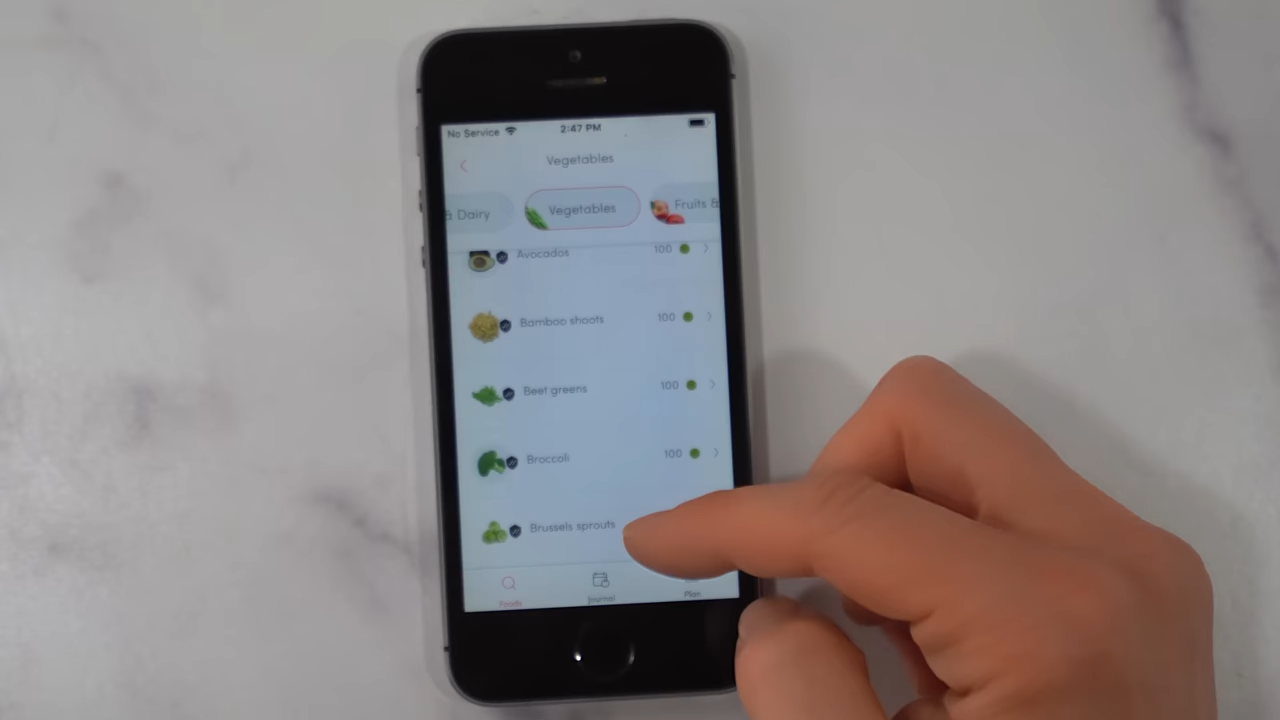 No Service 2:47 PM
Vegetables
& Dairy Vegetables Fruits &
Avocados 100
Bamboo shoots 100
Beet greens 100
Broccoli 100
Brussels sprouts
Foods Journal Plan